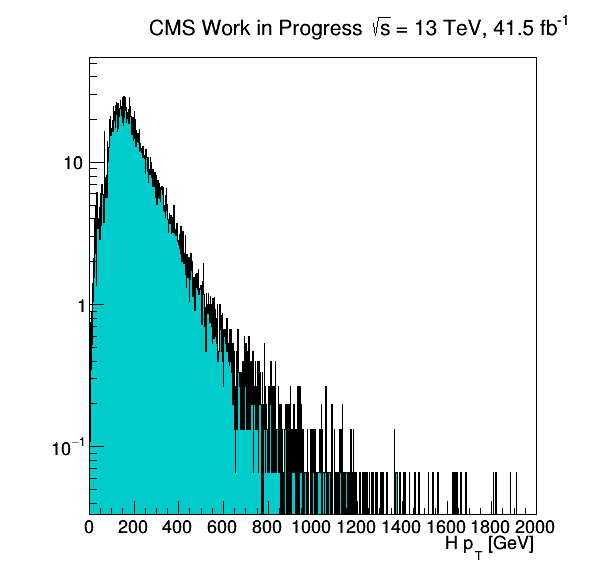 CMS Work in Progress √s = 13 TeV, 41.5 fb⁻¹
10
1
10⁻¹
0 200 400 600 800 1000 1200 1400 1600 1800 2000
H p_T [GeV]